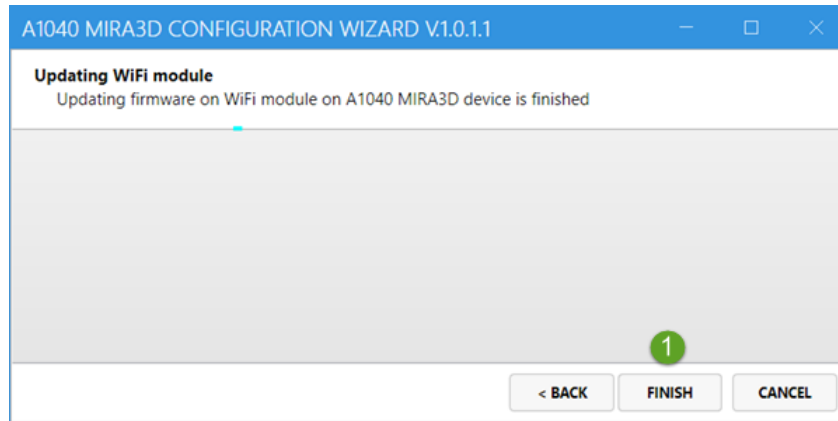 A1040 MIRA3D CONFIGURATION WIZARD V.1.0.1.1
Updating WiFi module
Updating firmware on WiFi module on A1040 MIRA3D device is finished
1
< BACK FINISH CANCEL